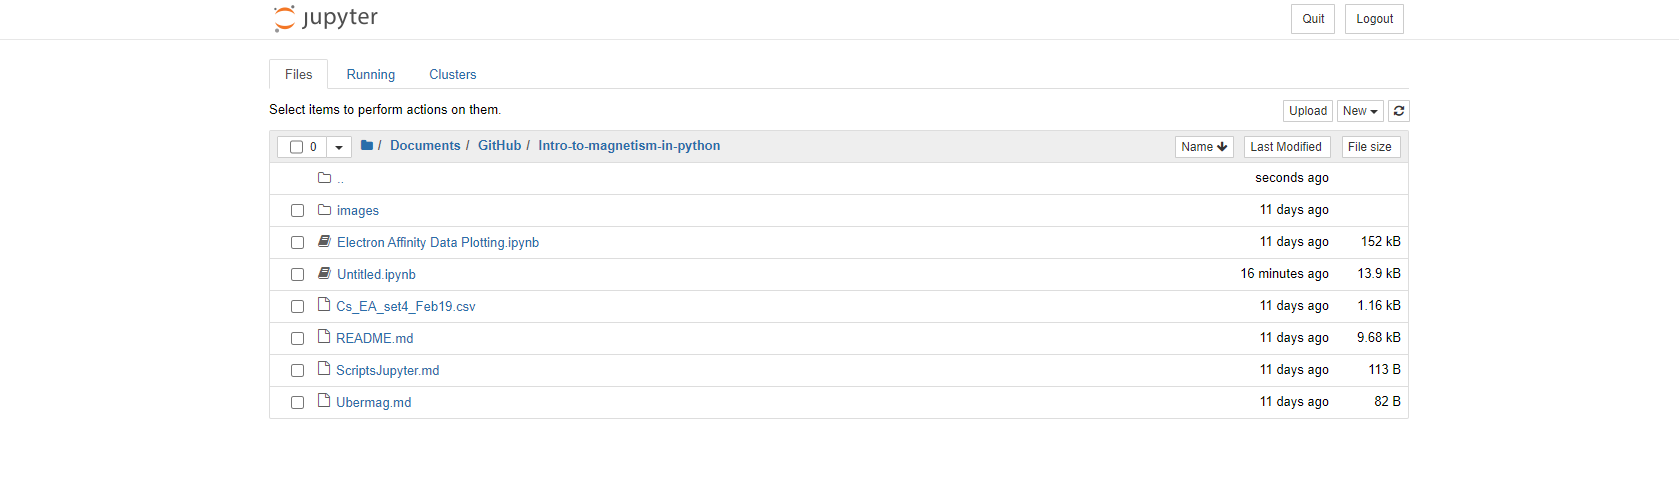 jupyter Quit Logout
Files Running Clusters
Select items to perform actions on them. Upload New
0 / Documents / GitHub / Intro-to-magnetism-in-python Name Last Modified File size
.. seconds ago
images 11 days ago
Electron Affinity Data Plotting.ipynb 11 days ago 152 kB
Untitled.ipynb 16 minutes ago 13.9 kB
Cs_EA_set4_Feb19.csv 11 days ago 1.16 kB
README.md 11 days ago 9.68 kB
ScriptsJupyter.md 11 days ago 113 B
Ubermag.md 11 days ago 82 B